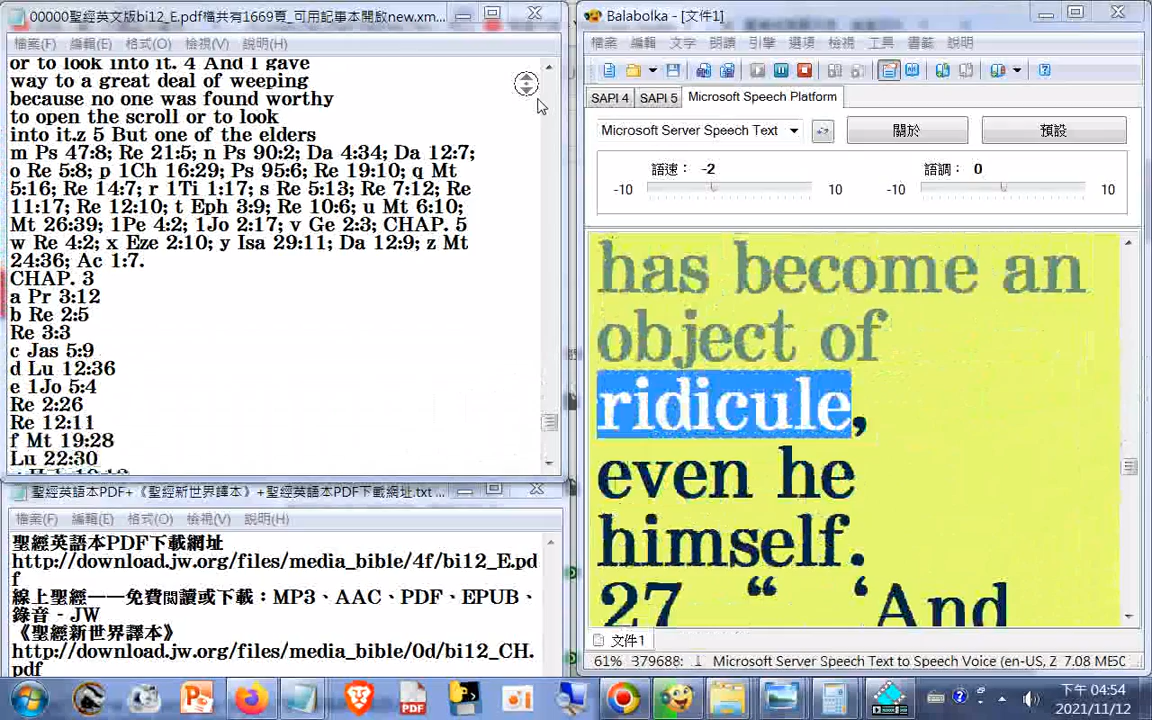 00000聖經英文版bi12_E.pdf檔共有1669頁_可用記事本開啟new.xm...
檔案(F) 編輯(E) 格式(O) 檢視(V) 說明(H)
or to look into it. 4 And I gave
way to a great deal of weeping
because no one was found worthy
to open the scroll or to look
into it.z 5 But one of the elders
m Ps 47:8; Re 21:5; n Ps 90:2; Da 4:34; Da 12:7;
o Re 5:8; p 1Ch 16:29; Ps 95:6; Re 19:10; q Mt
5:16; Re 14:7; r 1Ti 1:17; s Re 5:13; Re 7:12; Re
11:17; Re 12:10; t Eph 3:9; Re 10:6; u Mt 6:10;
Mt 26:39; 1Pe 4:2; 1Jo 2:17; v Ge 2:3; CHAP. 5
w Re 4:2; x Eze 2:10; y Isa 29:11; Da 12:9; z Mt
24:36; Ac 1:7.
CHAP. 3
a Pr 3:12
b Re 2:5
Re 3:3
c Jas 5:9
d Lu 12:36
e 1Jo 5:4
Re 2:26
Re 12:11
f Mt 19:28
Lu 22:30
聖經英語本PDF+《聖經新世界譯本》+聖經英語本PDF下載網址.txt ...
檔案(F) 編輯(E) 格式(O) 檢視(V) 說明(H)
聖經英語本PDF下載網址
http://download.jw.org/files/media_bible/4f/bi12_E.pd
f
線上聖經——免費閱讀或下載：MP3、AAC、PDF、EPUB、
錄音 - JW
《聖經新世界譯本》
http://download.jw.org/files/media_bible/0d/bi12_CH.
pdf
Balabolka - [文件1]
檔案 編輯 文字 朗讀 引擎 選項 檢視 工具 書籤 說明
SAPI 4 SAPI 5 Microsoft Speech Platform
Microsoft Server Speech Text 關於 預設
語速： -2 語調： 0
-10 10 -10 10
has become an
object of
ridicule,
even he
himself.
27 “ ‘And
文件1
61% 379688: 1 Microsoft Server Speech Text to Speech Voice (en-US, Z 7.08 ME
下午 04:54
2021/11/12